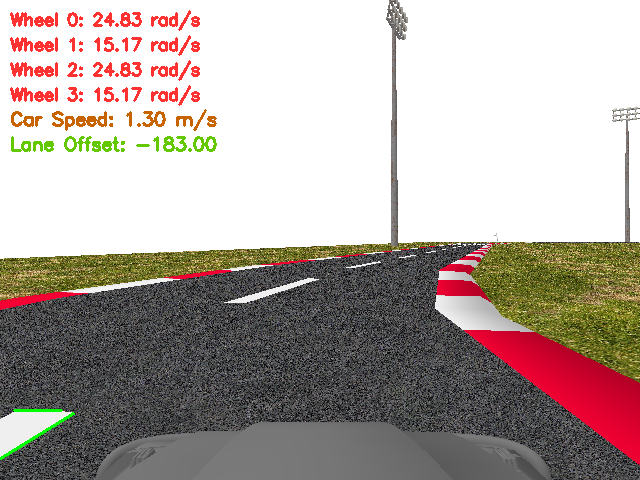 Wheel 0: 24.83 rad/s
Wheel 1: 15.17 rad/s
Wheel 2: 24.83 rad/s
Wheel 3: 15.17 rad/s
Car Speed: 1.30 m/s
Lane Offset: -183.00